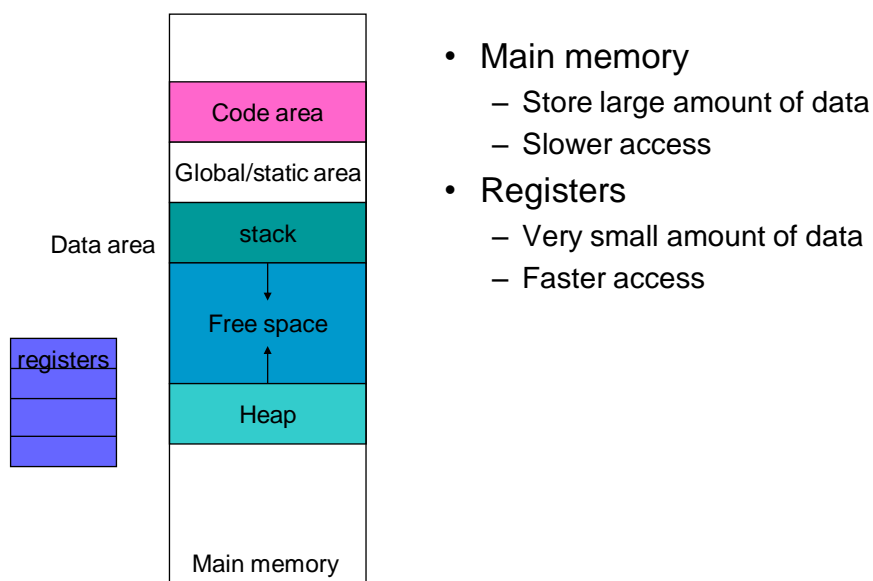 Code area
Global/static area
stack
Data area
Free space
registers
Heap
Main memory
• Main memory
– Store large amount of data
– Slower access
• Registers
– Very small amount of data
– Faster access